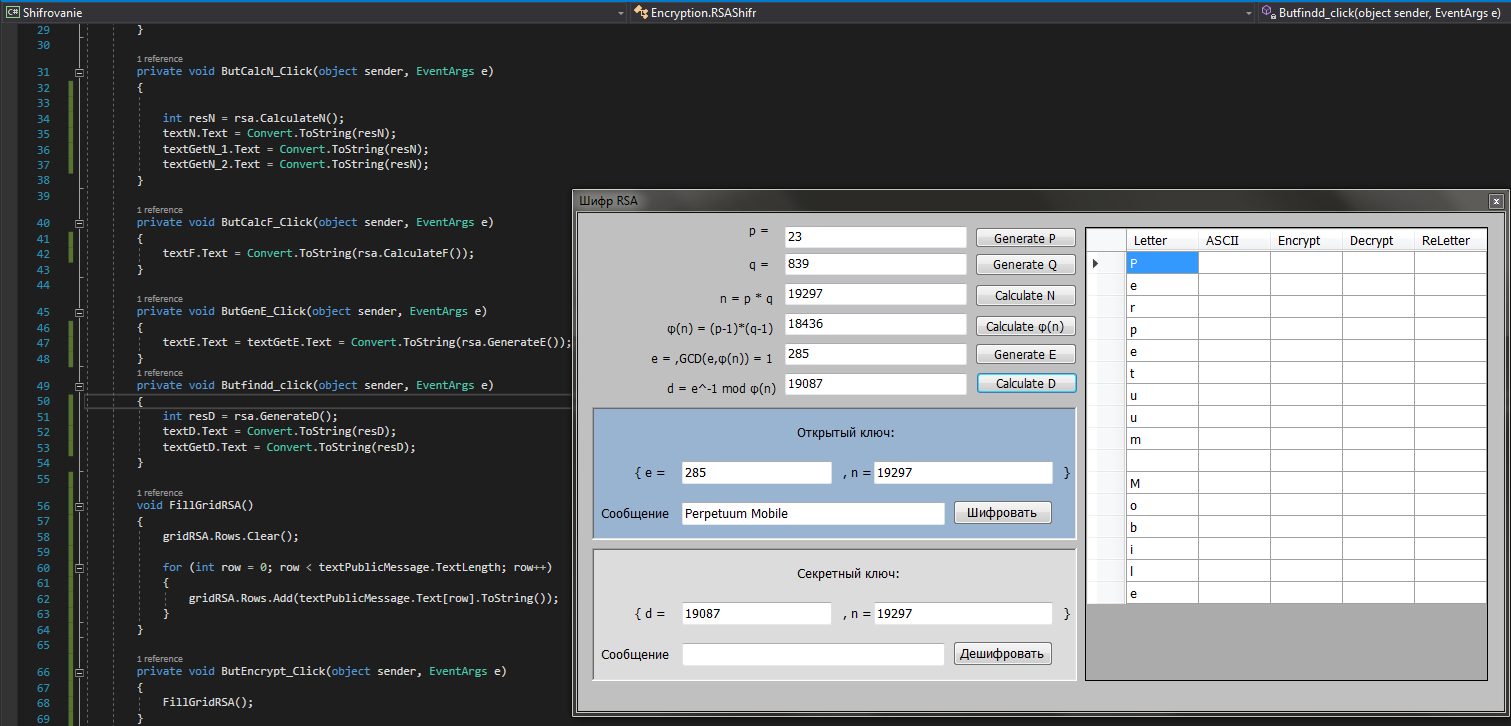 C# Shifrovanie
Encryption.RSAShifr
Butfindd_click(object sender, EventArgs e)
29 }
30
1 reference
31 private void ButCalcN_Click(object sender, EventArgs e)
32 {
33
34 int resN = rsa.CalculateN();
35 textN.Text = Convert.ToString(resN);
36 textGetN_1.Text = Convert.ToString(resN);
37 textGetN_2.Text = Convert.ToString(resN);
38 }
39
1 reference
40 private void ButCalcF_Click(object sender, EventArgs e)
41 {
42 textF.Text = Convert.ToString(rsa.CalculateF());
43 }
44
1 reference
45 private void ButGenE_Click(object sender, EventArgs e)
46 {
47 textE.Text = textGetE.Text = Convert.ToString(rsa.GenerateE());
48 }
1 reference
49 private void Butfindd_click(object sender, EventArgs e)
50 {
51 int resD = rsa.GenerateD();
52 textD.Text = Convert.ToString(resD);
53 textGetD.Text = Convert.ToString(resD);
54 }
55
1 reference
56 void FillGridRSA()
57 {
58 gridRSA.Rows.Clear();
59
60 for (int row = 0; row < textPublicMessage.TextLength; row++)
61 {
62 gridRSA.Rows.Add(textPublicMessage.Text[row].ToString());
63 }
64 }
65
1 reference
66 private void ButEncrypt_Click(object sender, EventArgs e)
67 {
68 FillGridRSA();
69 }
Шифр RSA
x
p = 23 Generate P
q = 839 Generate Q
n = p * q 19297 Calculate N
φ(n) = (p-1)*(q-1) 18436 Calculate φ(n)
e = ,GCD(e,φ(n)) = 1 285 Generate E
d = e^-1 mod φ(n) 19087 Calculate D
Открытый ключ:
{ e = 285 , n = 19297 }
Сообщение Perpetuum Mobile Шифровать
Секретный ключ:
{ d = 19087 , n = 19297 }
Сообщение Дешифровать
Letter ASCII Encrypt Decrypt ReLetter
P
e
r
p
e
t
u
u
m
M
o
b
i
l
e